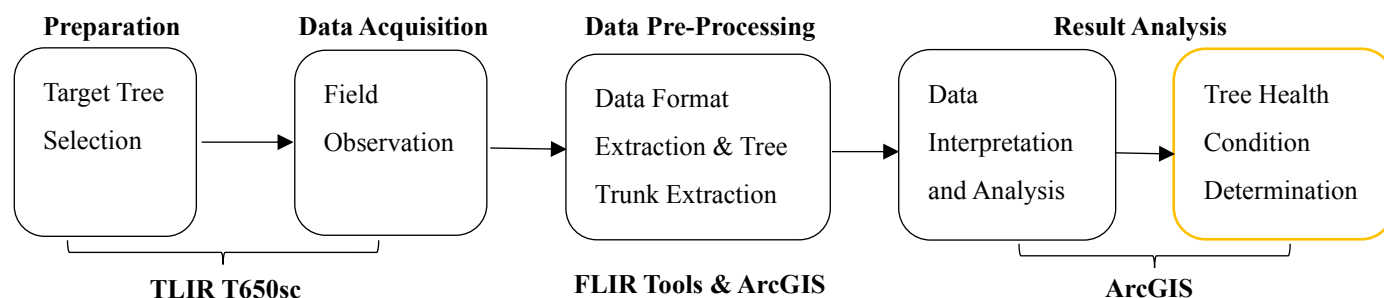 Preparation
Data Acquisition
Data Pre-Processing
Result Analysis
Target Tree
Selection
Field
Observation
Data Format
Extraction & Tree
Trunk Extraction
Data
Interpretation
and Analysis
Tree Health
Condition
Determination
TLIR T650sc
FLIR Tools & ArcGIS
ArcGIS